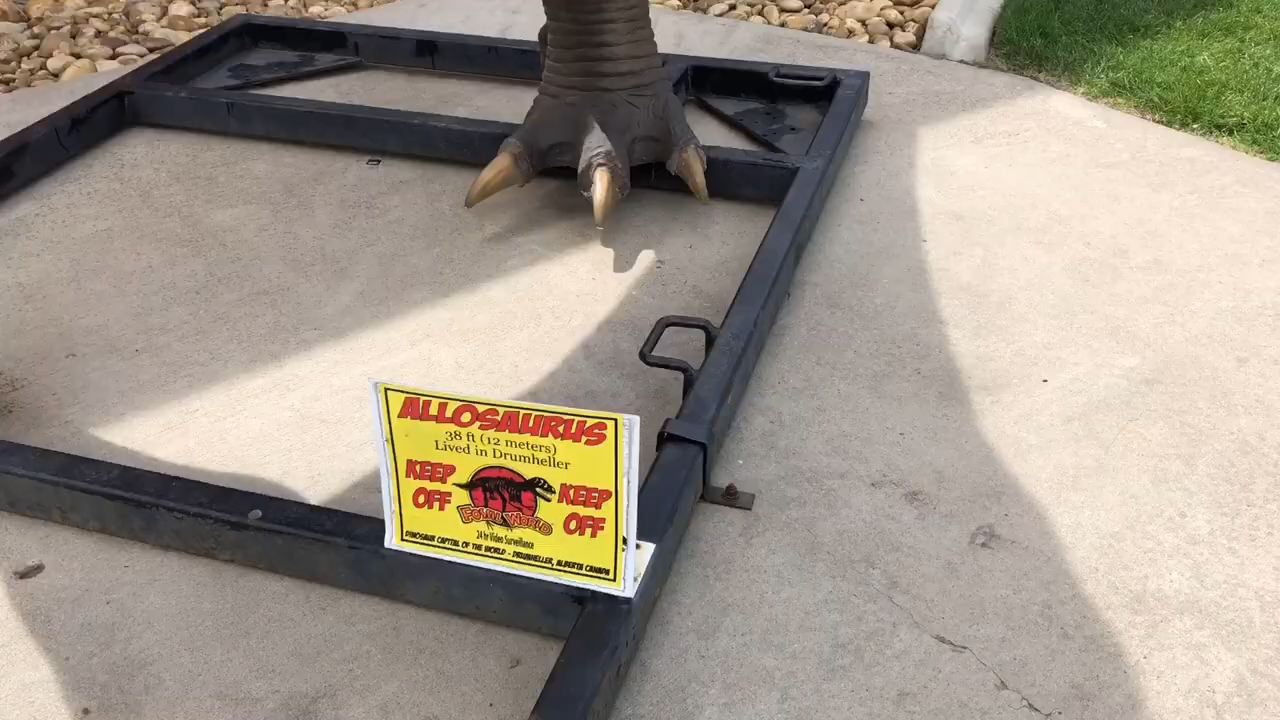 ALLOSAURUS
38 ft (12 meters)
Lived in Drumheller
KEEP OFF
KEEP OFF
FOSSIL WORLD
24 hr Video Surveillance
DINOSAUR CAPITAL OF THE WORLD - DRUMHELLER, ALBERTA CANADA